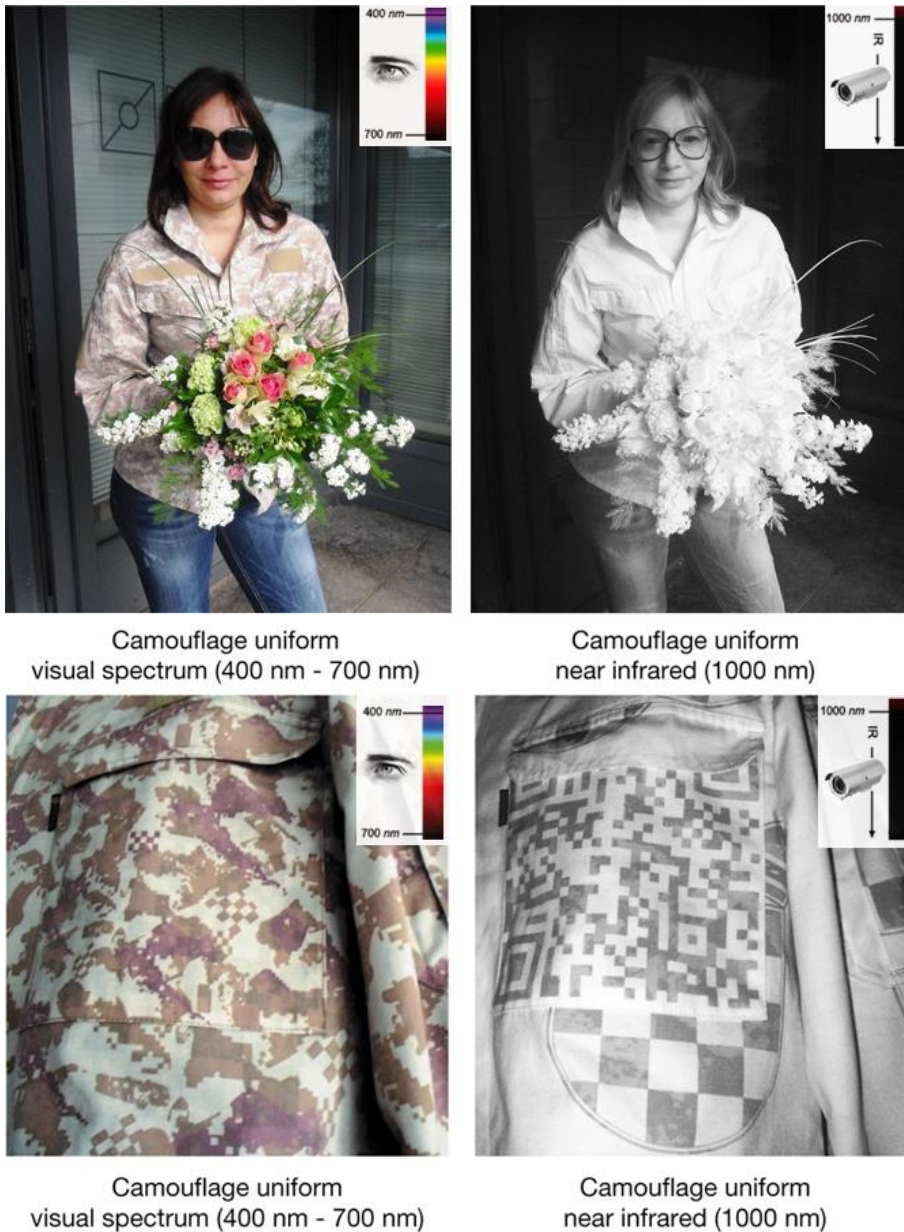 400 nm
700 nm
1000 nm
IR
Camouflage uniform
visual spectrum (400 nm - 700 nm)
Camouflage uniform
near infrared (1000 nm)
400 nm
700 nm
1000 nm
IR
Camouflage uniform
visual spectrum (400 nm - 700 nm)
Camouflage uniform
near infrared (1000 nm)